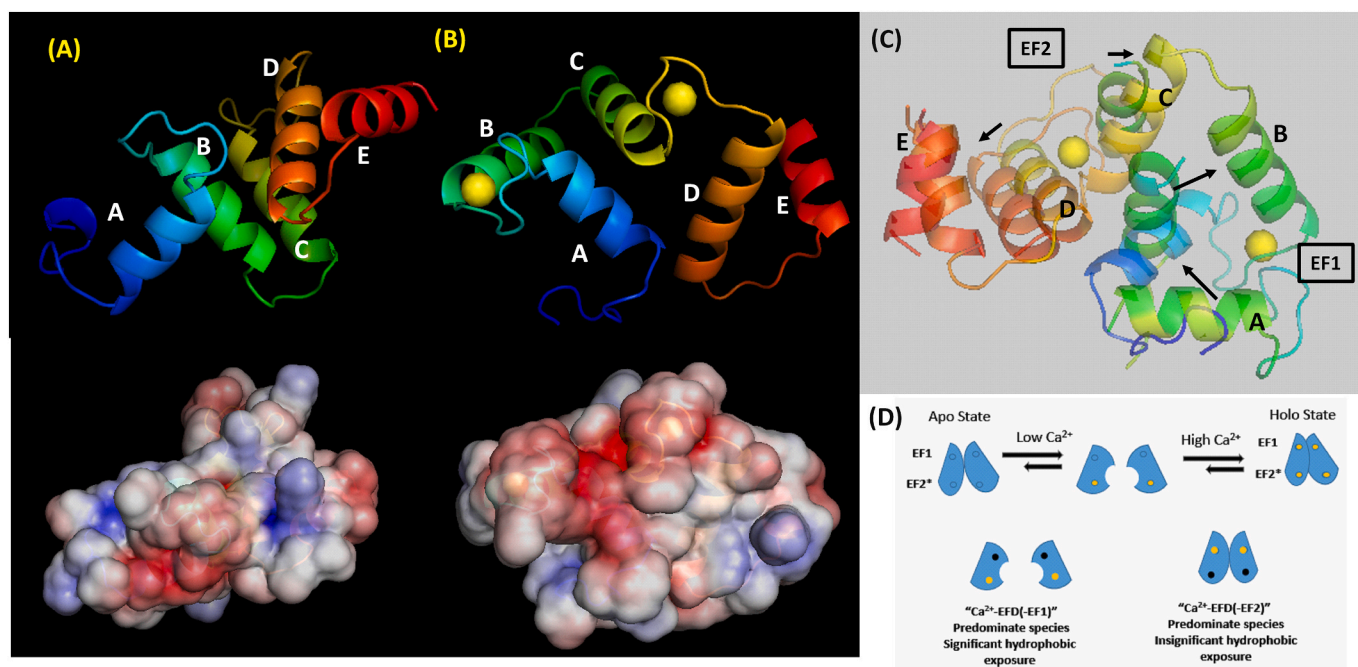 (A)
D
B
E
A
C
(B)
C
B
D
E
A
(C)
EF2
C
B
E
D
EF1
A
(D)
Apo State
Holo State
Low Ca²⁺
High Ca²⁺
EF1
EF2*
EF1
EF2*
"Ca²⁺-EFD(-EF1)"
Predominate species
Significant hydrophobic
exposure
"Ca²⁺-EFD(-EF2)"
Predominate species
Insignificant hydrophobic
exposure